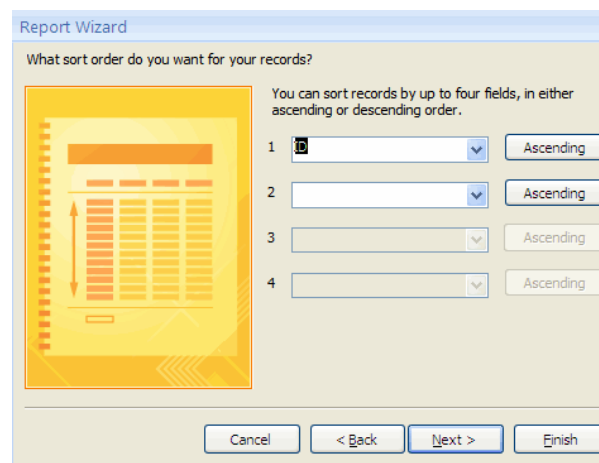 Report Wizard
What sort order do you want for your records?
You can sort records by up to four fields, in either
ascending or descending order.
1 ID Ascending
2 Ascending
3 Ascending
4 Ascending
Cancel < Back Next > Finish